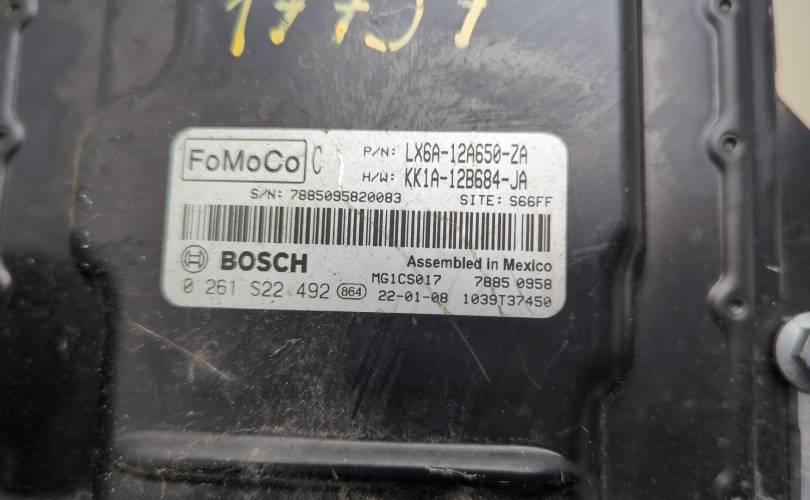 FoMoCo C P/N: LX6A-12A650-ZA
H/W: KK1A-12B684-JA
S/N: 7885095820083 SITE: S66FF
BOSCH Assembled in Mexico
MG1CS017 7885 0958
0 261 S22 492 864 22-01-08 1039T37450